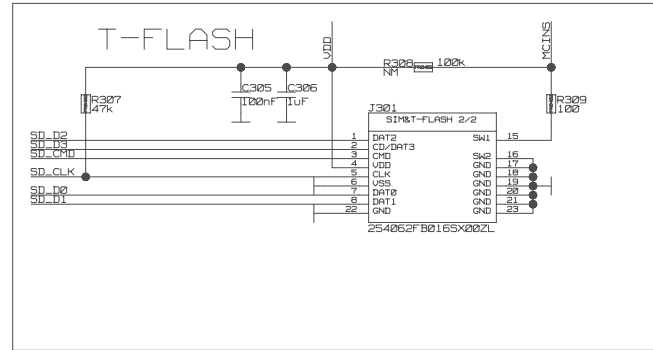 T-FLASH
VDD
MCINS
R308
100k
NM
C305
C306
100nF
1uF
R307
47k
R309
100
J301
SIM&T-FLASH 2/2
SD_D2
1
DAT2
SW1
15
SD_D3
2
CD/DAT3
SD_CMD
3
CMD
SW2
16
4
VDD
GND
17
SD_CLK
5
CLK
GND
18
6
VSS
GND
19
SD_D0
7
DAT0
GND
20
SD_D1
8
DAT1
GND
21
22
GND
GND
23
254062FB016SX00ZL